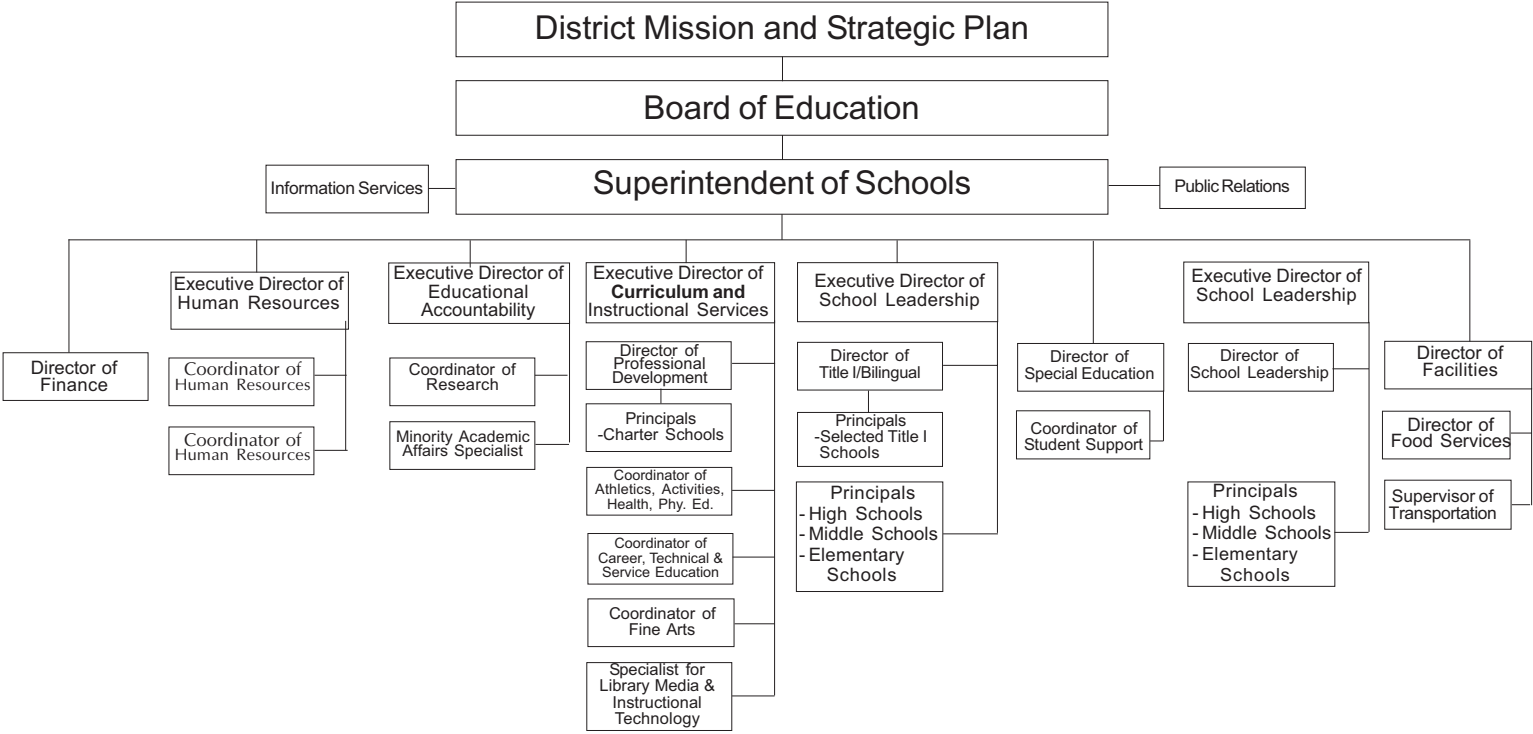 District Mission and Strategic Plan
Board of Education
Superintendent of Schools
Information Services
Public Relations
Director of
Finance
Executive Director of
Human Resources
Coordinator of
Human Resources
Coordinator of
Human Resources
Executive Director of
Educational
Accountability
Coordinator of
Research
Minority Academic
Affairs Specialist
Executive Director of
Curriculum and
Instructional Services
Director of
Professional
Development
Principals
-Charter Schools
Coordinator of
Athletics, Activities,
Health, Phy. Ed.
Coordinator of
Career, Technical &
Service Education
Coordinator of
Fine Arts
Specialist for
Library Media &
Instructional
Technology
Executive Director of
School Leadership
Director of
Title I/Bilingual
Principals
-Selected Title I
Schools
Principals
- High Schools
- Middle Schools
- Elementary
Schools
Director of
Special Education
Coordinator of
Student Support
Executive Director of
School Leadership
Director of
School Leadership
Principals
- High Schools
- Middle Schools
- Elementary
Schools
Director of
Facilities
Director of
Food Services
Supervisor of
Transportation